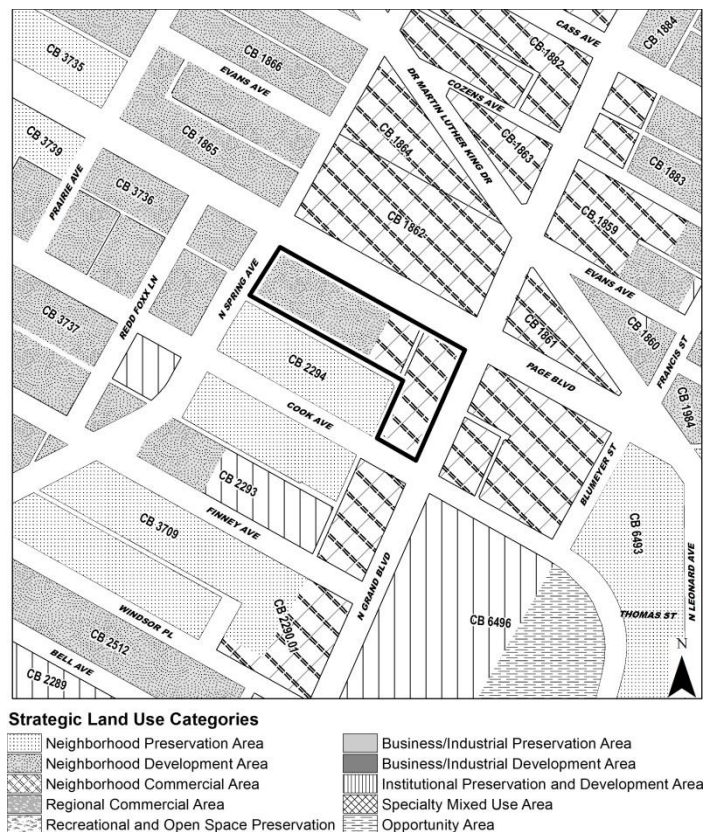 CASS AVE
CB 1884
CB 1866
CB 1882
CB 3735
EVANS AVE
COZENS AVE
DR MARTIN LUTHER KING DR
CB 1865
CB 1864
CB 1863
CB 3739
CB 1883
PRAIRIE AVE
CB 3736
CB 1862
CB 1859
N SPRING AVE
EVANS AVE
REDD FOXX LN
CB 3737
CB 1861
CB 1860
FRANCIS ST
CB 2294
PAGE BLVD
COOK AVE
CB 1984
BLUMEYER ST
CB 2293
FINNEY AVE
CB 3709
CB 6493
N GRAND BLVD
N LEONARD AVE
WINDSOR PL
CB 2290.01
CB 6496
THOMAS ST
CB 2512
N
BELL AVE
CB 2289
Strategic Land Use Categories
Neighborhood Preservation Area
Neighborhood Development Area
Neighborhood Commercial Area
Regional Commercial Area
Recreational and Open Space Preservation
Business/Industrial Preservation Area
Business/Industrial Development Area
Institutional Preservation and Development Area
Specialty Mixed Use Area
Opportunity Area